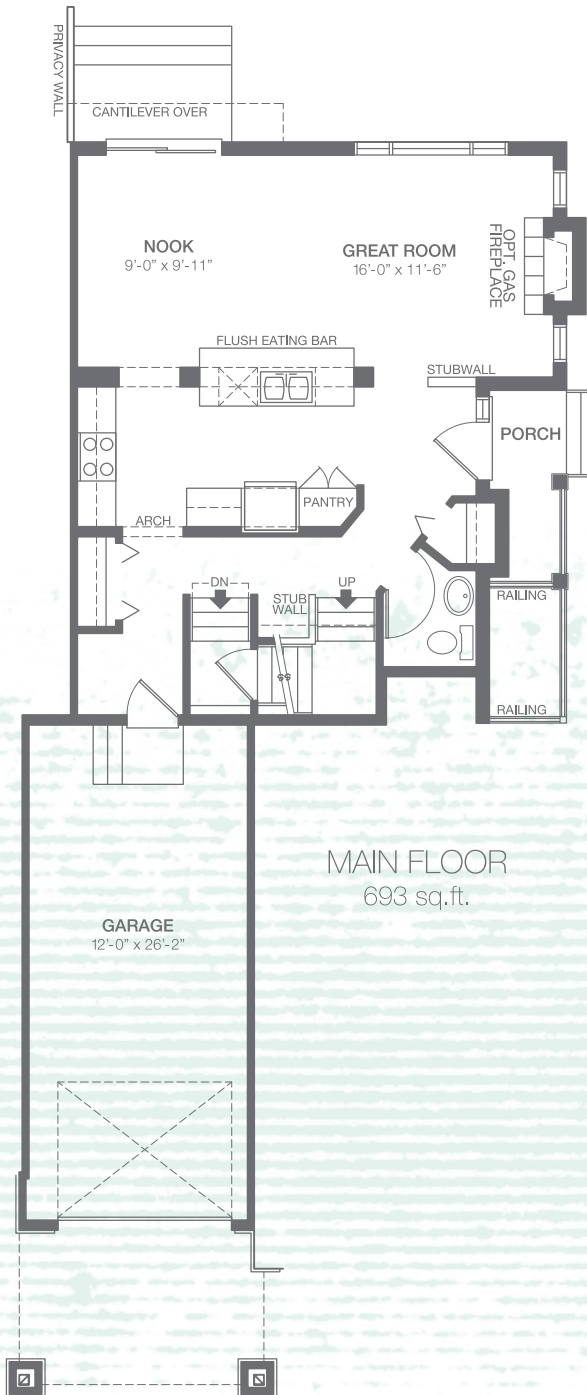 PRIVACY WALL
CANTILEVER OVER
NOOK
9'-0” x 9'-11”
GREAT ROOM
16'-0” x 11'-6”
OPT. GAS
FIREPLACE
FLUSH EATING BAR
STUBWALL
PORCH
PANTRY
ARCH
DN
STUB
WALL
UP
RAILING
RAILING
MAIN FLOOR
693 sq.ft.
GARAGE
12'-0” x 26'-2”